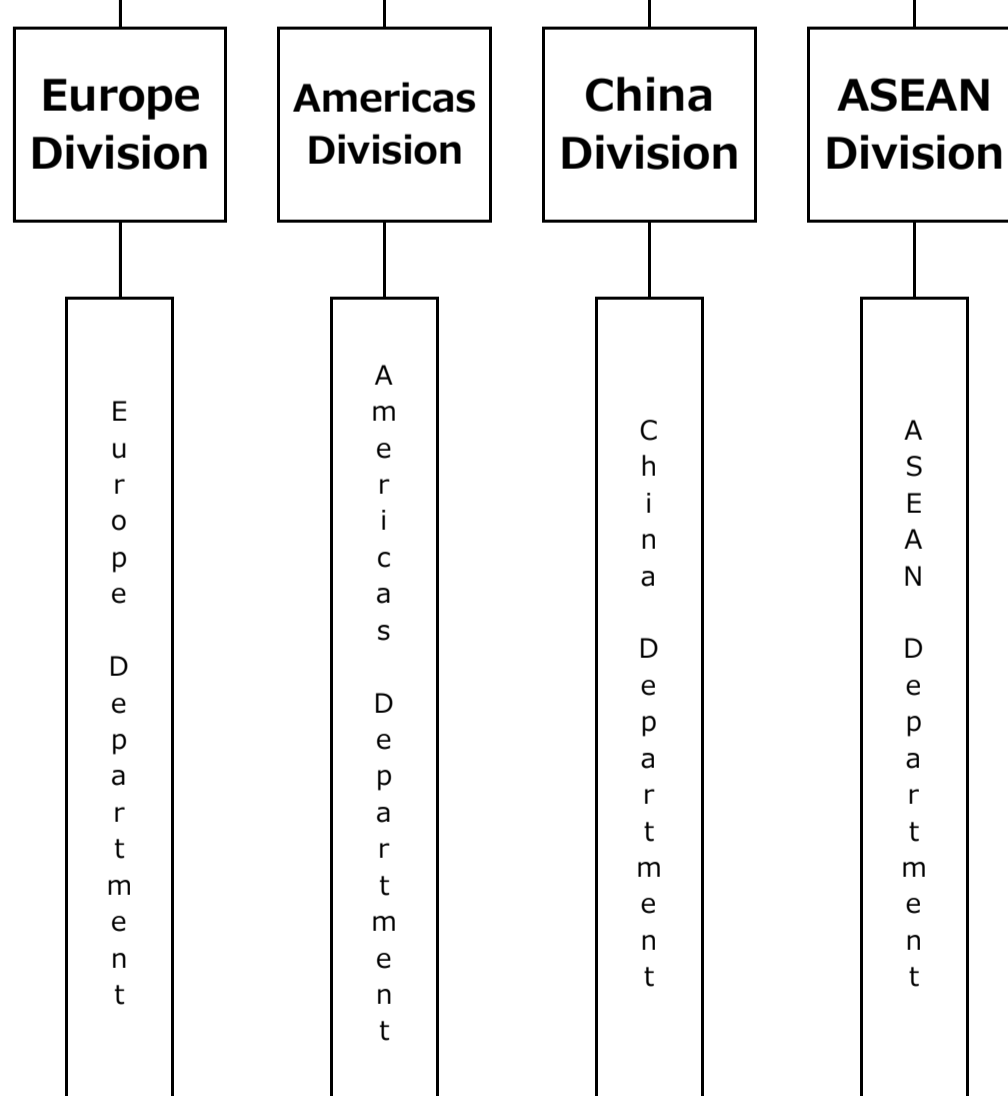 Europe
Division
Americas
Division
China
Division
ASEAN
Division
Europe Department
Americas Department
China Department
ASEAN Department